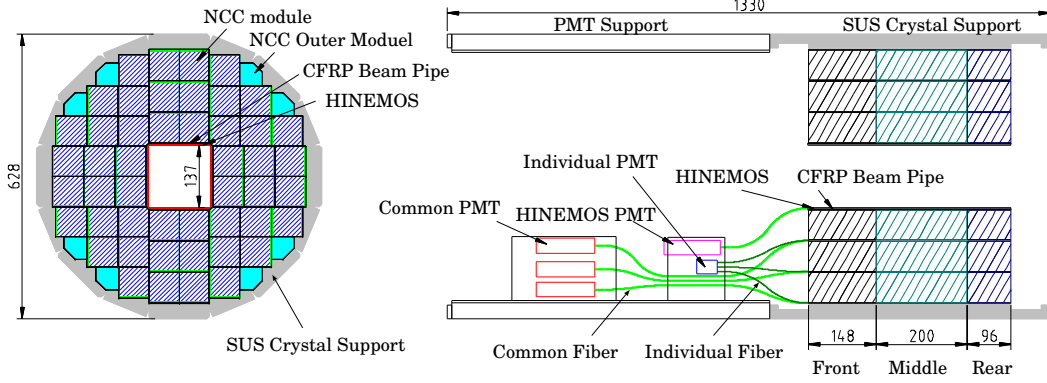 NCC module
NCC Outer Moduel
CFRP Beam Pipe
HINEMOS
628
137
SUS Crystal Support
1330
PMT Support
SUS Crystal Support
Individual PMT
HINEMOS
CFRP Beam Pipe
Common PMT
HINEMOS PMT
Common Fiber
Individual Fiber
148
200
96
Front
Middle
Rear